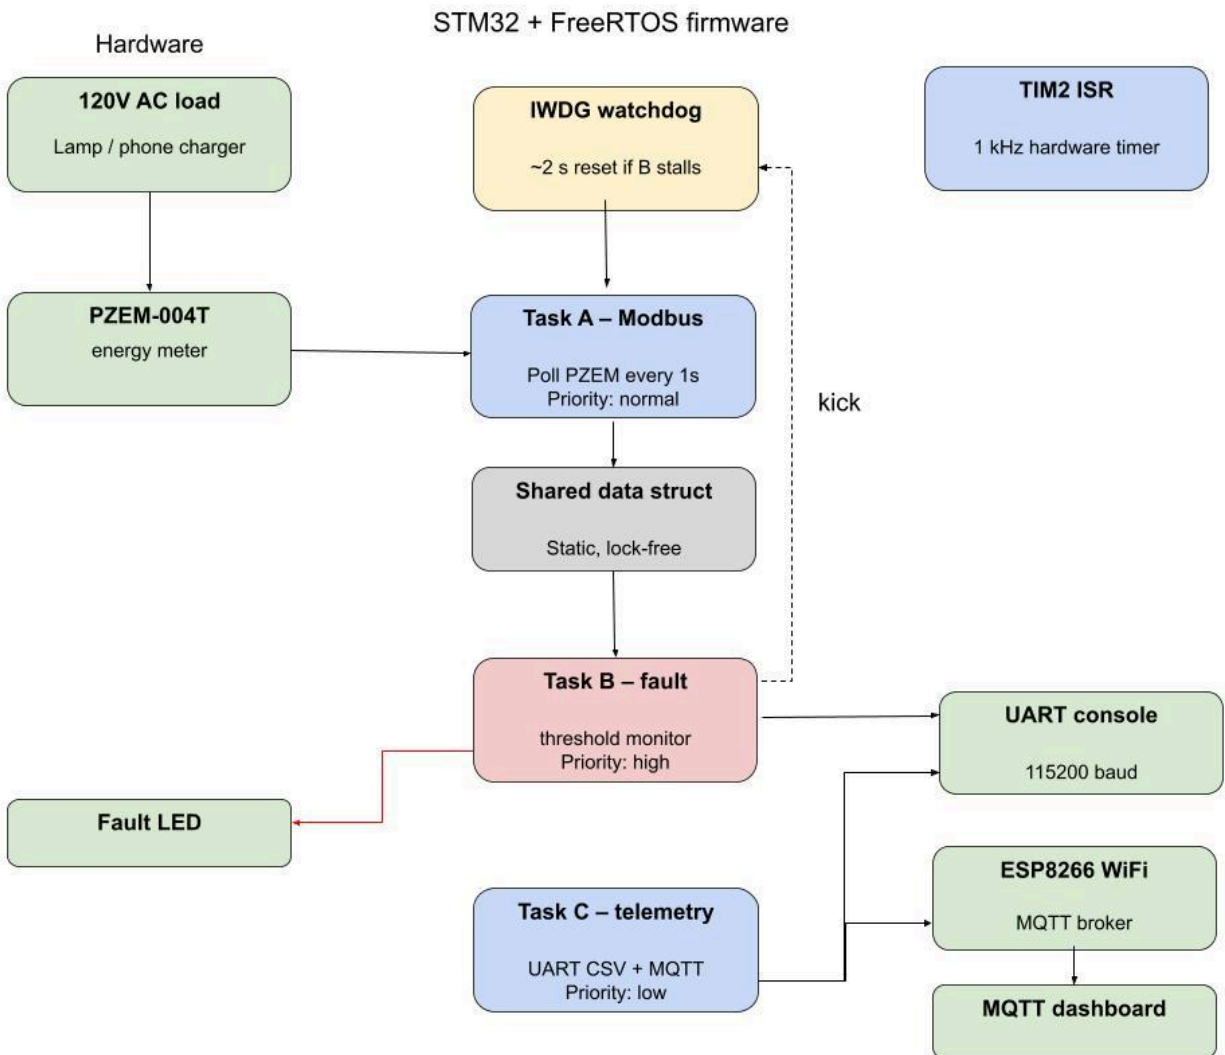 STM32 + FreeRTOS firmware
Hardware
120V AC load
Lamp / phone charger
IWDG watchdog
~2 s reset if B stalls
TIM2 ISR
1 kHz hardware timer
PZEM-004T
energy meter
Task A – Modbus
Poll PZEM every 1s
Priority: normal
kick
Shared data struct
Static, lock-free
Task B – fault
threshold monitor
Priority: high
UART console
115200 baud
Fault LED
ESP8266 WiFi
MQTT broker
Task C – telemetry
UART CSV + MQTT
Priority: low
MQTT dashboard